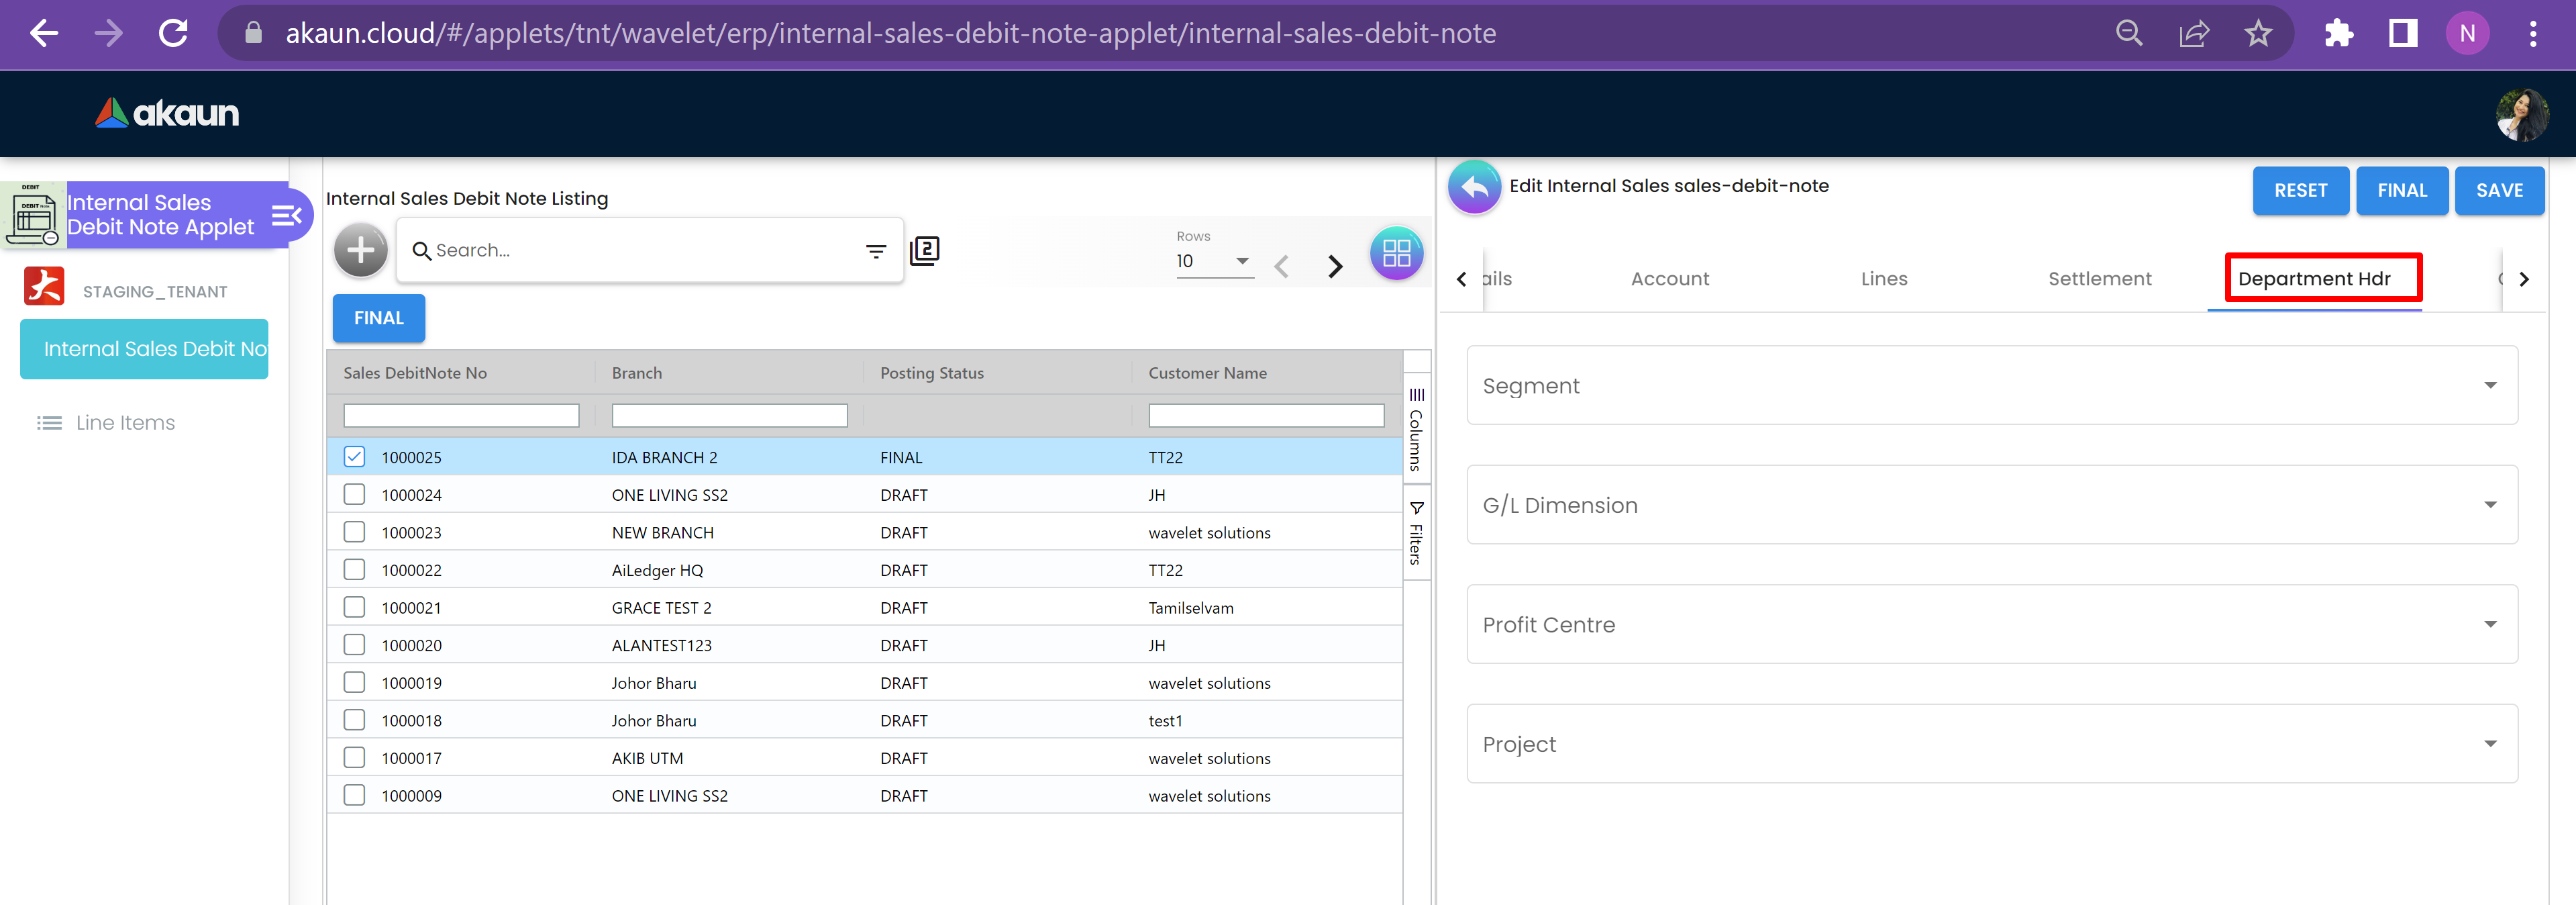 akaun.cloud/#/applets/tnt/wavelet/erp/internal-sales-debit-note-applet/internal-sales-debit-note
N
akaun
DEBIT
Internal Sales
Debit Note Applet
STAGING_TENANT
Internal Sales Debit No
Line Items
Internal Sales Debit Note Listing
Search...
2
Rows
10
FINAL
Sales DebitNote No Branch Posting Status Customer Name
1000025 IDA BRANCH 2 FINAL TT22
1000024 ONE LIVING SS2 DRAFT JH
1000023 NEW BRANCH DRAFT wavelet solutions
1000022 AiLedger HQ DRAFT TT22
1000021 GRACE TEST 2 DRAFT Tamilselvam
1000020 ALANTEST123 DRAFT JH
1000019 Johor Bharu DRAFT wavelet solutions
1000018 Johor Bharu DRAFT test1
1000017 AKIB UTM DRAFT wavelet solutions
1000009 ONE LIVING SS2 DRAFT wavelet solutions
Columns
Filters
Edit Internal Sales sales-debit-note
RESET FINAL SAVE
ails Account Lines Settlement Department Hdr
Segment
G/L Dimension
Profit Centre
Project